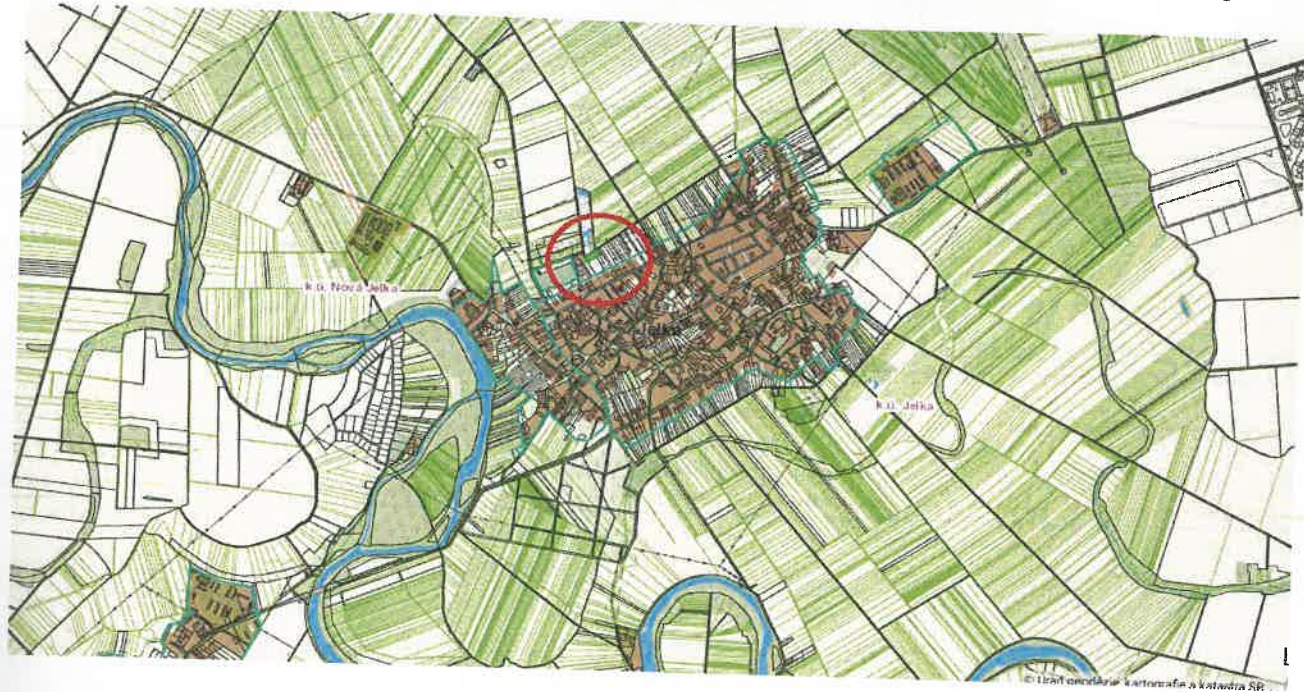 k.ú. Nová Jelka
Jelka
k.ú. Jelka
© Úrad geodézie, kartografie a katastra SR